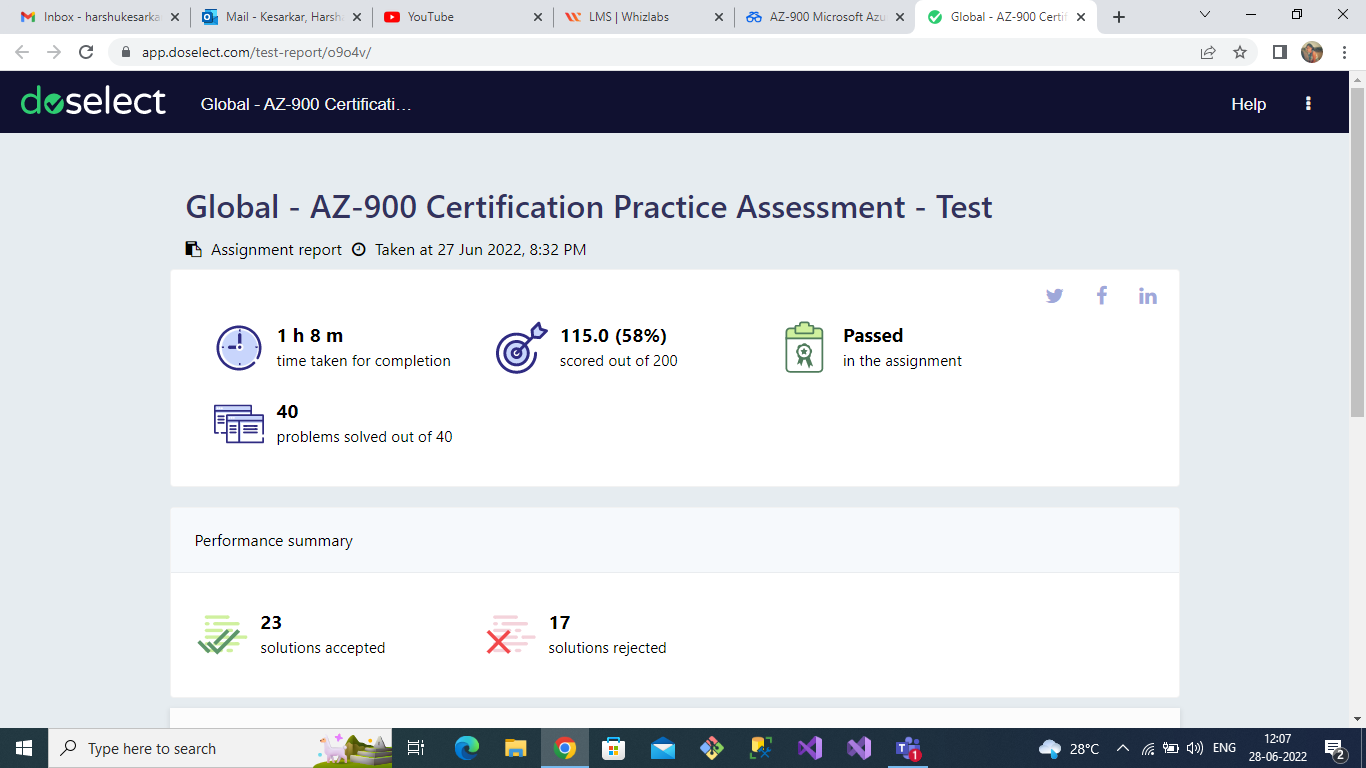 Inbox - harshukesarka
Mail - Kesarkar, Harsha
YouTube
LMS | Whizlabs
AZ-900 Microsoft Azu
Global - AZ-900 Certif
app.doselect.com/test-report/o9o4v/
doselect
Global - AZ-900 Certificati...
Help
Global - AZ-900 Certification Practice Assessment - Test
Assignment report Taken at 27 Jun 2022, 8:32 PM
1 h 8 m
time taken for completion
115.0 (58%)
scored out of 200
Passed
in the assignment
40
problems solved out of 40
Performance summary
23
solutions accepted
17
solutions rejected
Type here to search
1
28°C
ENG
12:07
28-06-2022
2